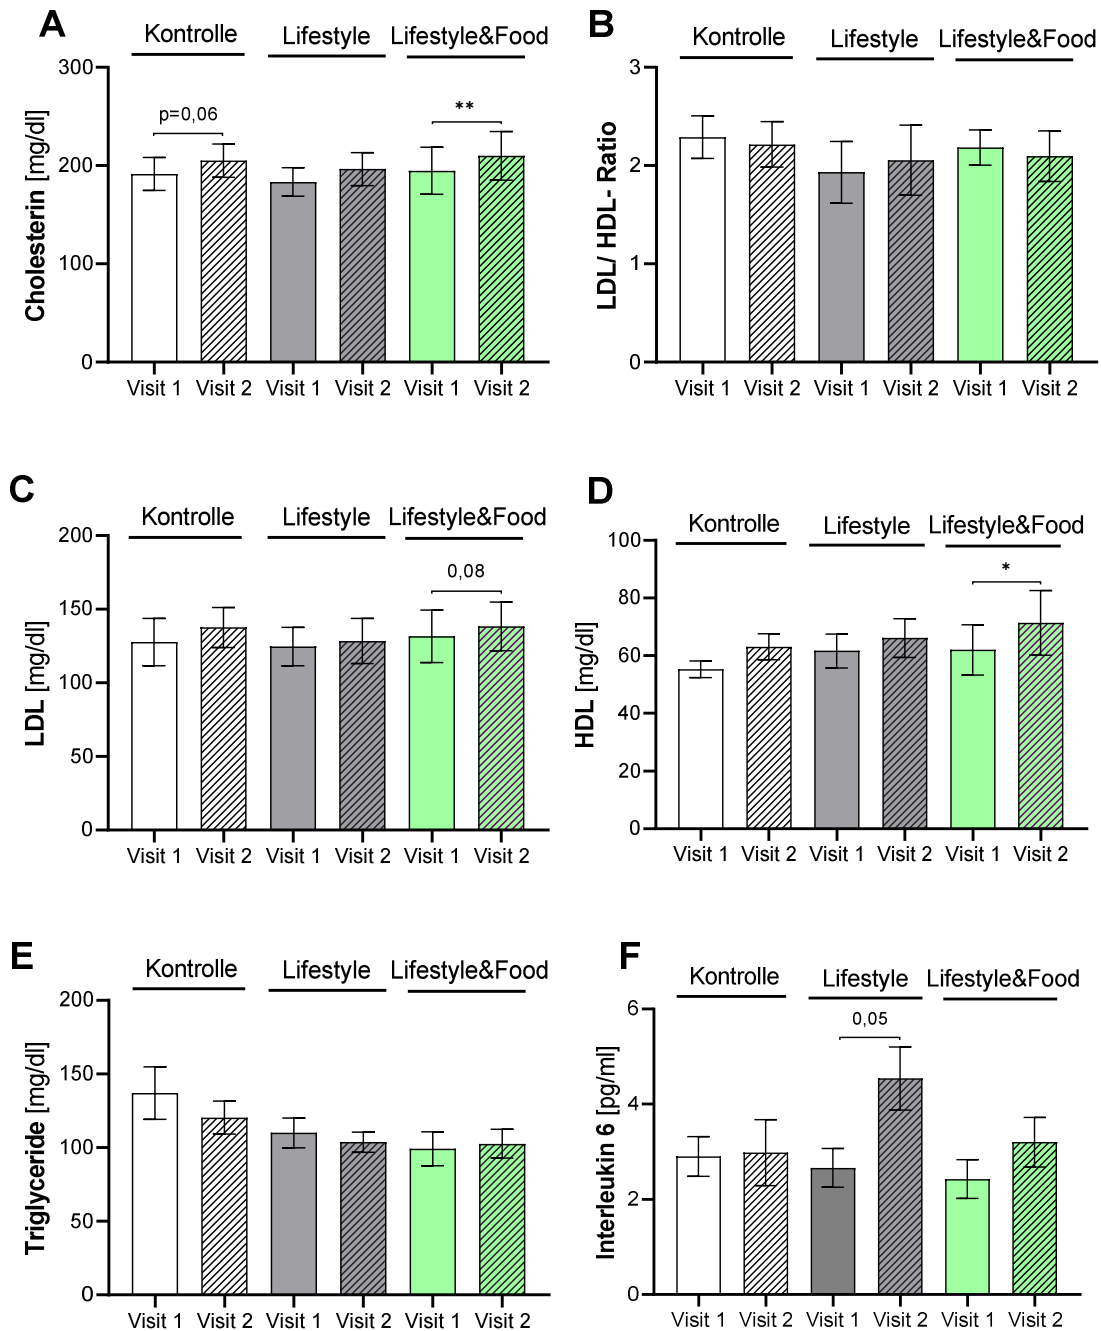 A
Kontrolle Lifestyle Lifestyle&Food
300
200
100
0
Cholesterin [mg/dl]
p=0,06
**
Visit 1 Visit 2 Visit 1 Visit 2 Visit 1 Visit 2
B
Kontrolle Lifestyle Lifestyle&Food
3
2
1
0
LDL/ HDL- Ratio
Visit 1 Visit 2 Visit 1 Visit 2 Visit 1 Visit 2
C
Kontrolle Lifestyle Lifestyle&Food
200
150
100
50
0
LDL [mg/dl]
0,08
Visit 1 Visit 2 Visit 1 Visit 2 Visit 1 Visit 2
D
Kontrolle Lifestyle Lifestyle&Food
100
80
60
40
20
0
HDL [mg/dl]
*
Visit 1 Visit 2 Visit 1 Visit 2 Visit 1 Visit 2
E
Kontrolle Lifestyle Lifestyle&Food
200
150
100
50
0
Triglyceride [mg/dl]
Visit 1 Visit 2 Visit 1 Visit 2 Visit 1 Visit 2
F
Kontrolle Lifestyle Lifestyle&Food
6
4
2
0
Interleukin 6 [pg/ml]
0,05
Visit 1 Visit 2 Visit 1 Visit 2 Visit 1 Visit 2